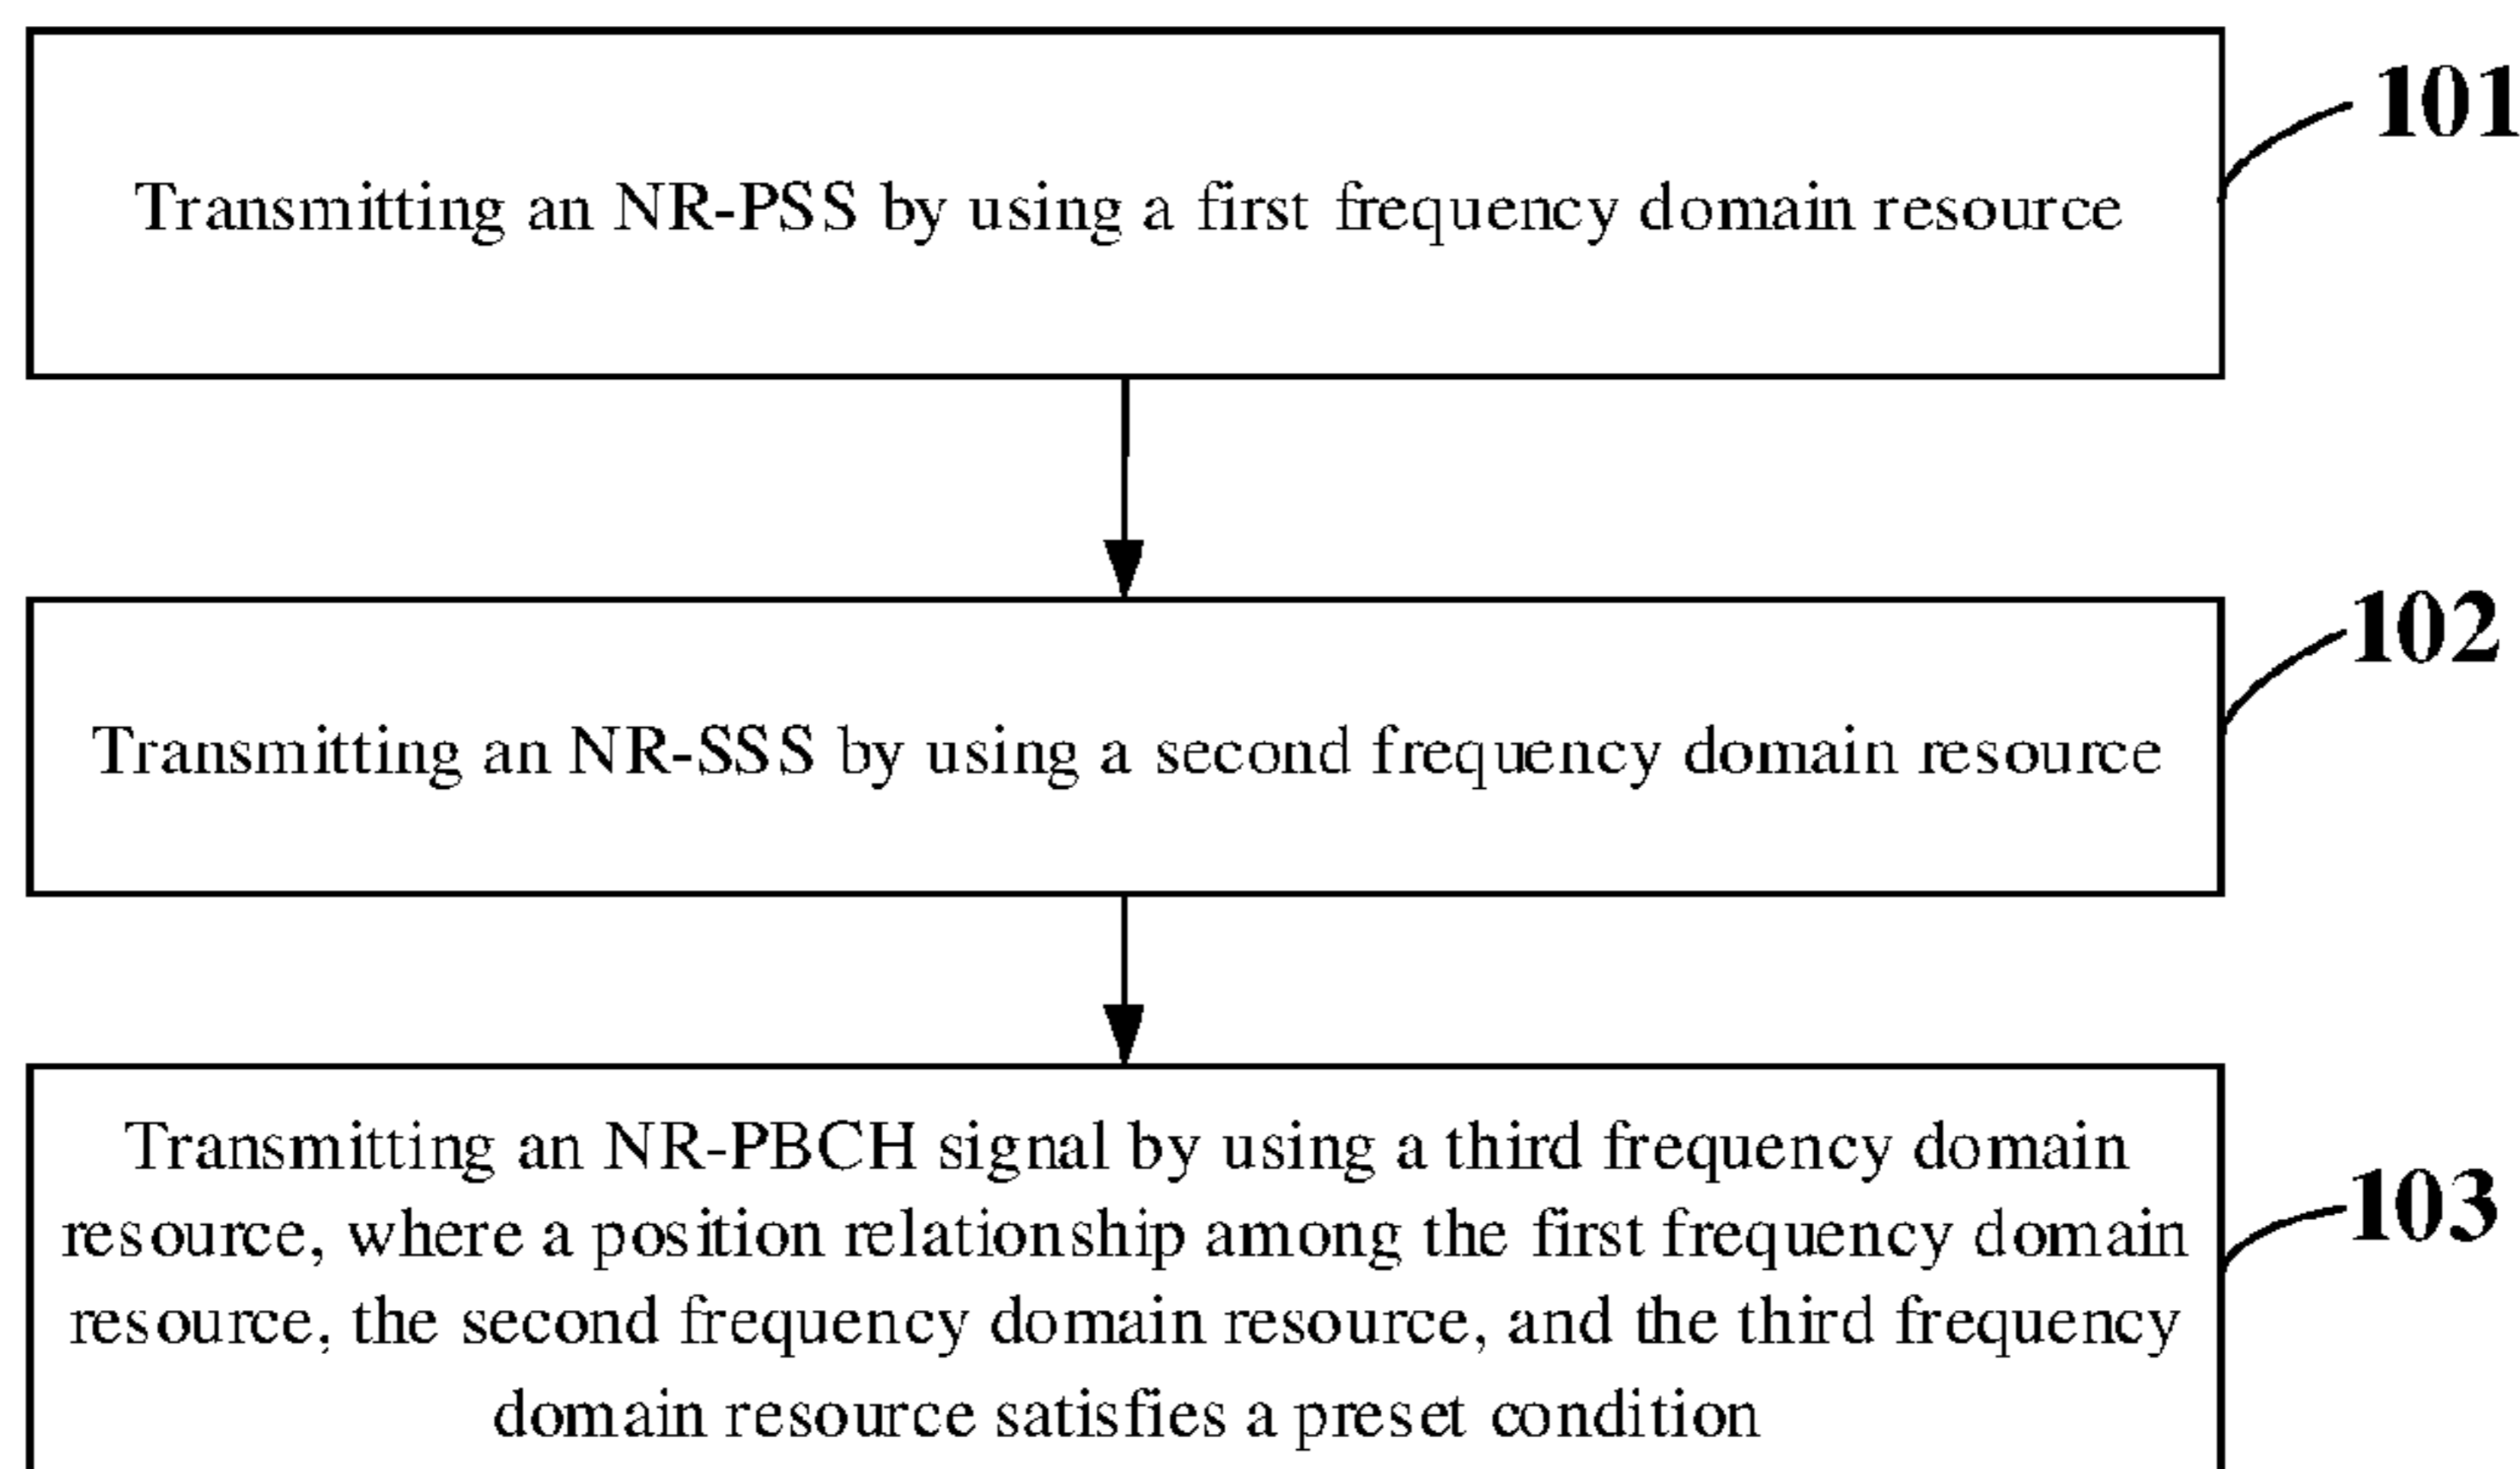 Transmitting an NR-PSS by using a first frequency domain resource
101
Transmitting an NR-SSS by using a second frequency domain resource
102
Transmitting an NR-PBCH signal by using a third frequency domain
resource, where a position relationship among the first frequency domain
resource, the second frequency domain resource, and the third frequency
domain resource satisfies a preset condition
103